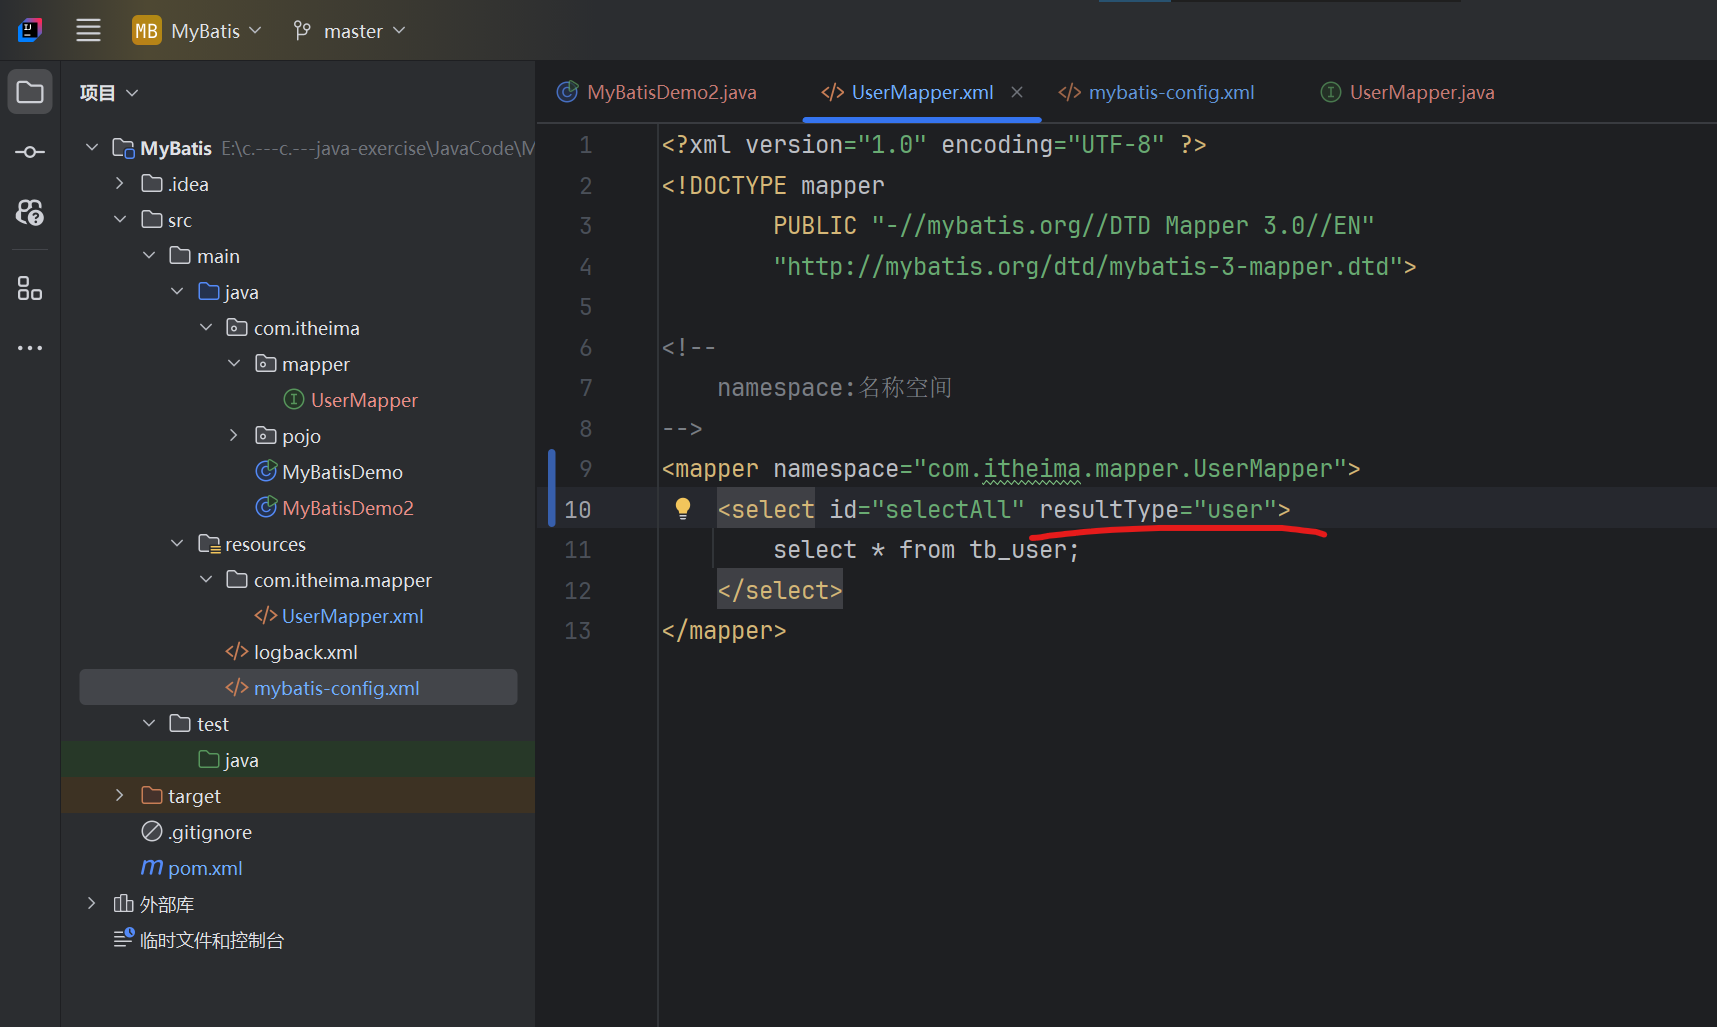 MB MyBatis master
项目
MyBatisDemo2.java UserMapper.xml mybatis-config.xml UserMapper.java
MyBatis E:\c.---c.---java-exercise\JavaCode\M
.idea
src
main
java
com.itheima
mapper
UserMapper
pojo
MyBatisDemo
MyBatisDemo2
resources
com.itheima.mapper
UserMapper.xml
logback.xml
mybatis-config.xml
test
java
target
.gitignore
pom.xml
外部库
临时文件和控制台
1 <?xml version="1.0" encoding="UTF-8" ?>
2 <!DOCTYPE mapper
3 PUBLIC "-//mybatis.org//DTD Mapper 3.0//EN"
4 "http://mybatis.org/dtd/mybatis-3-mapper.dtd">
5
6 <!--
7 namespace:名称空间
8 -->
9 <mapper namespace="com.itheima.mapper.UserMapper">
10 <select id="selectAll" resultType="user">
11 select * from tb_user;
12 </select>
13 </mapper>